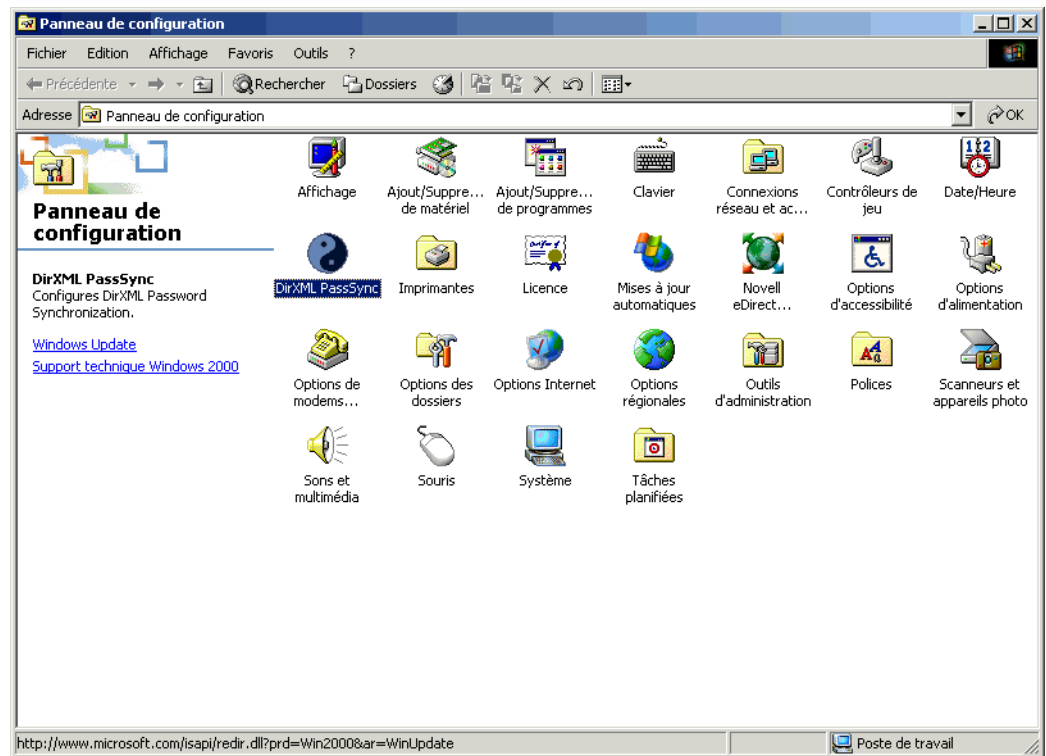 Panneau de configuration
Fichier Edition Affichage Favoris Outils ?
Précédente Rechercher Dossiers
Adresse Panneau de configuration OK
Panneau de
configuration
DirXML PassSync
Configures DirXML Password
Synchronization.
Windows Update
Support technique Windows 2000
Affichage
Ajout/Suppre...
de matériel
Ajout/Suppre...
de programmes
Clavier
Connexions
réseau et ac...
Contrôleurs de
jeu
Date/Heure
DirXML PassSync
Imprimantes
Licence
Mises à jour
automatiques
Novell
eDirect...
Options
d'accessibilité
Options
d'alimentation
Options de
modems...
Options des
dossiers
Options Internet
Options
régionales
Outils
d'administration
Polices
Scanneurs et
appareils photo
Sons et
multimédia
Souris
Système
Tâches
planifiées
http://www.microsoft.com/isapi/redir.dll?prd=Win2000&ar=WinUpdate
Poste de travail